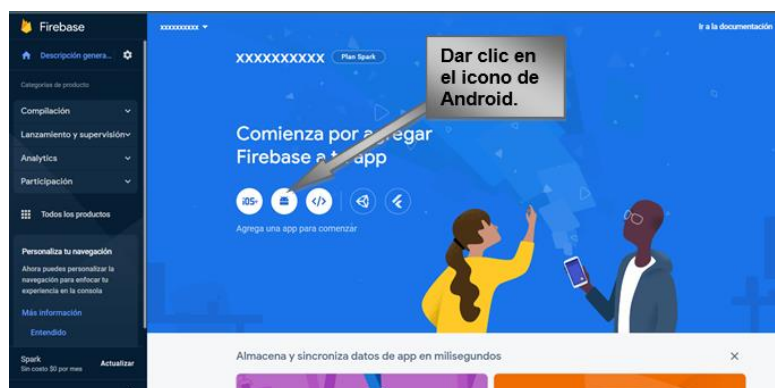 Firebase
xxxxxxxxxx
Ir a la documentación
Descripción genera...
Categorías de producto
Compilación
Lanzamiento y supervisión
Analytics
Participación
Todos los productos
Personaliza tu navegación
Ahora puedes personalizar la
navegación para enfocar tu
experiencia en la consola
Más información
Entendido
Spark
Sin costo $0 por mes
Actualizar
XXXXXXXXXX
Plan Spark
Dar clic en
el icono de
Android.
Comienza por agregar
Firebase a tu app
iOS+
</>
Agrega una app para comenzar
Almacena y sincroniza datos de app en milisegundos